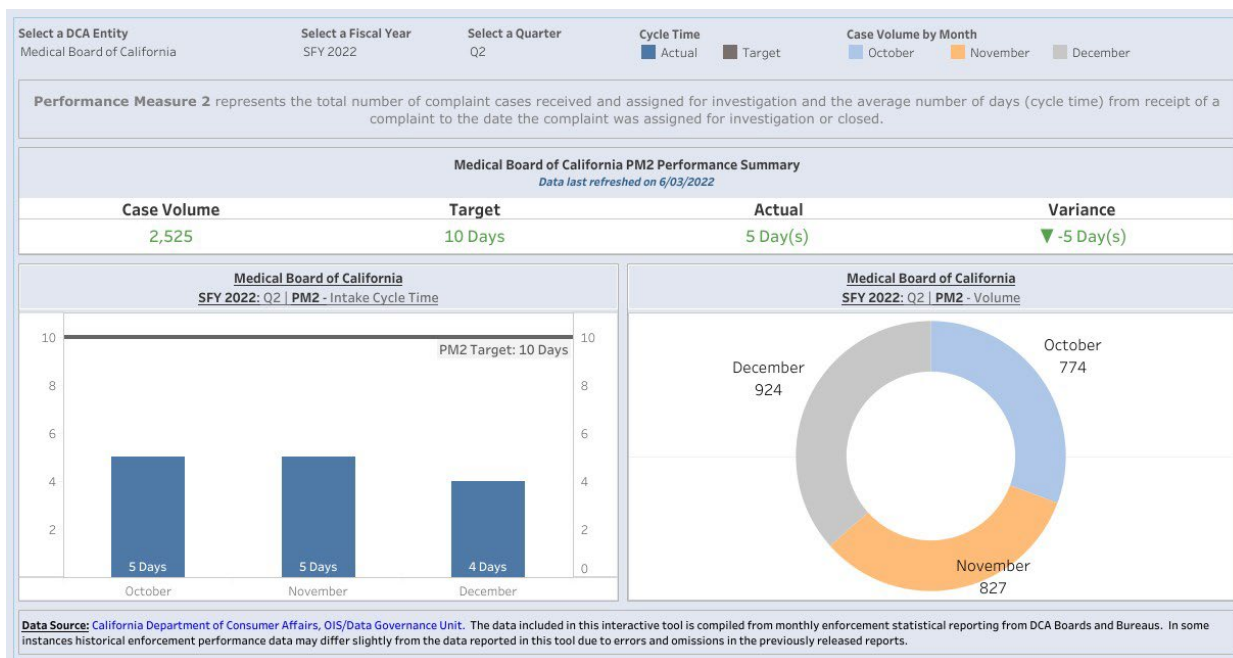 Select a DCA Entity
Medical Board of California
Select a Fiscal Year
SFY 2022
Select a Quarter
Q2
Cycle Time
Actual
Target
Case Volume by Month
October
November
December
Performance Measure 2 represents the total number of complaint cases received and assigned for investigation and the average number of days (cycle time) from receipt of a
complaint to the date the complaint was assigned for investigation or closed.
Medical Board of California PM2 Performance Summary
Data last refreshed on 6/03/2022
Case Volume Target Actual Variance
2,525 10 Days 5 Day(s) ▼ -5 Day(s)
Medical Board of California
SFY 2022: Q2 | PM2 - Intake Cycle Time
10
8
6
4
2
PM2 Target: 10 Days
10
8
6
4
2
0
5 Days
5 Days
4 Days
October
November
December
Medical Board of California
SFY 2022: Q2 | PM2 - Volume
October
774
December
924
November
827
Data Source: California Department of Consumer Affairs, OIS/Data Governance Unit. The data included in this interactive tool is compiled from monthly enforcement statistical reporting from DCA Boards and Bureaus. In some
instances historical enforcement performance data may differ slightly from the data reported in this tool due to errors and omissions in the previously released reports.